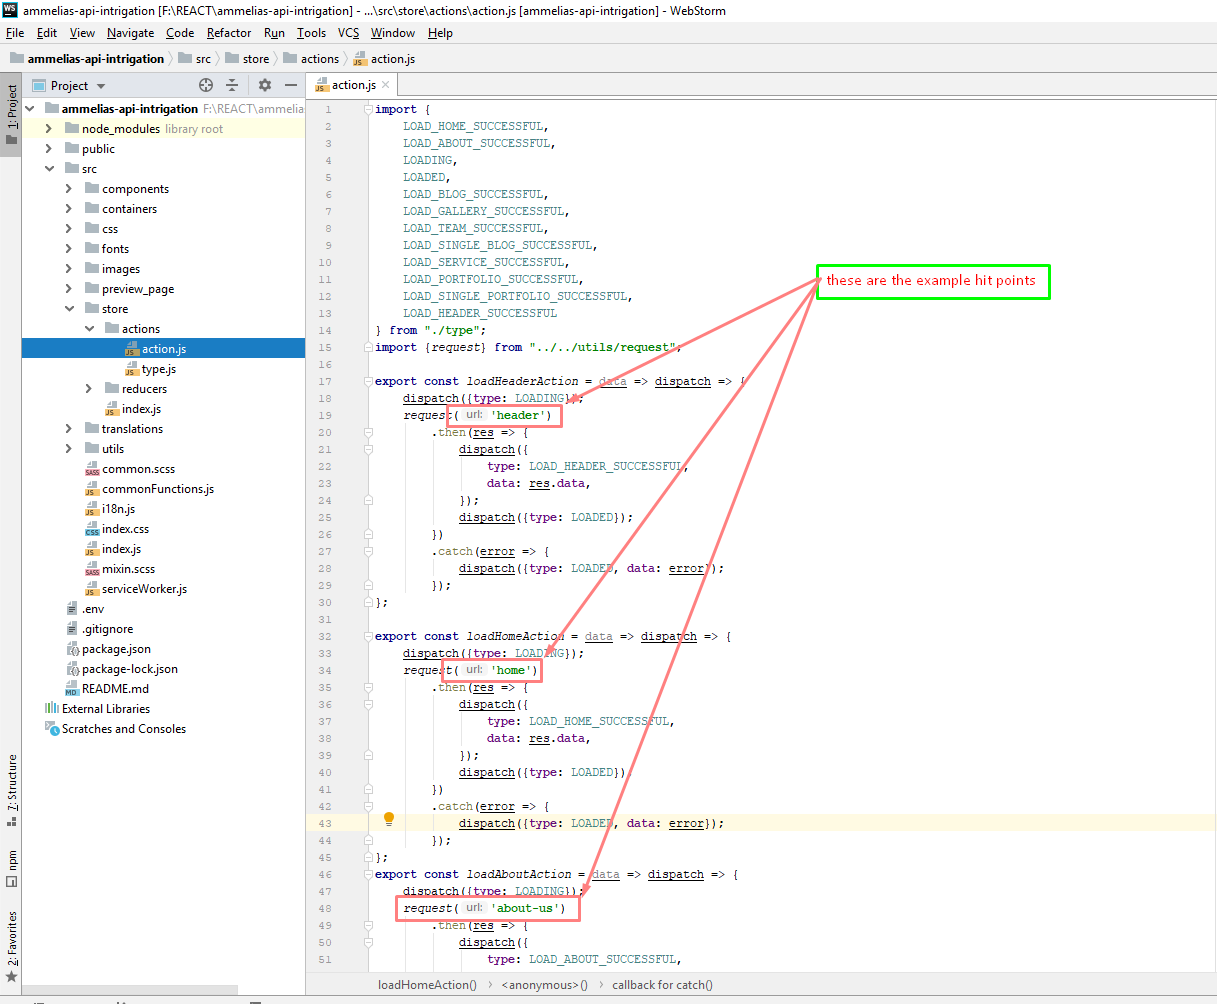 ammelias-api-intrigation [F:\REACT\ammelias-api-intrigation] - ...\src\store\actions\action.js [ammelias-api-intrigation] - WebStorm
File Edit View Navigate Code Refactor Run Tools VCS Window Help
ammelias-api-intrigation src store actions action.js
1: Project
7: Structure
npm
2: Favorites
Project
ammelias-api-intrigation F:\REACT\ammelias
node_modules library root
public
src
components
containers
css
fonts
images
preview_page
store
actions
action.js
type.js
reducers
index.js
translations
utils
common.scss
commonFunctions.js
i18n.js
index.css
index.js
mixin.scss
serviceWorker.js
.env
.gitignore
package.json
package-lock.json
README.md
External Libraries
Scratches and Consoles
action.js
1 import {
2 LOAD_HOME_SUCCESSFUL,
3 LOAD_ABOUT_SUCCESSFUL,
4 LOADING,
5 LOADED,
6 LOAD_BLOG_SUCCESSFUL,
7 LOAD_GALLERY_SUCCESSFUL,
8 LOAD_TEAM_SUCCESSFUL,
9 LOAD_SINGLE_BLOG_SUCCESSFUL,
10 LOAD_SERVICE_SUCCESSFUL,
11 LOAD_PORTFOLIO_SUCCESSFUL,
12 LOAD_SINGLE_PORTFOLIO_SUCCESSFUL,
13 LOAD_HEADER_SUCCESSFUL
14 } from "./type";
15 import {request} from "../../utils/request";
16
17 export const loadHeaderAction = data => dispatch => {
18 dispatch({type: LOADING});
19 request( url: 'header')
20 .then(res => {
21 dispatch({
22 type: LOAD_HEADER_SUCCESSFUL,
23 data: res.data,
24 });
25 dispatch({type: LOADED});
26 })
27 .catch(error => {
28 dispatch({type: LOADED, data: error});
29 });
30 };
31
32 export const loadHomeAction = data => dispatch => {
33 dispatch({type: LOADING});
34 request( url: 'home')
35 .then(res => {
36 dispatch({
37 type: LOAD_HOME_SUCCESSFUL,
38 data: res.data,
39 });
40 dispatch({type: LOADED});
41 })
42 .catch(error => {
43 dispatch({type: LOADED, data: error});
44 });
45 };
46 export const loadAboutAction = data => dispatch => {
47 dispatch({type: LOADING});
48 request( url: 'about-us')
49 .then(res => {
50 dispatch({
51 type: LOAD_ABOUT_SUCCESSFUL,
these are the example hit points
loadHomeAction() <anonymous>() callback for catch()